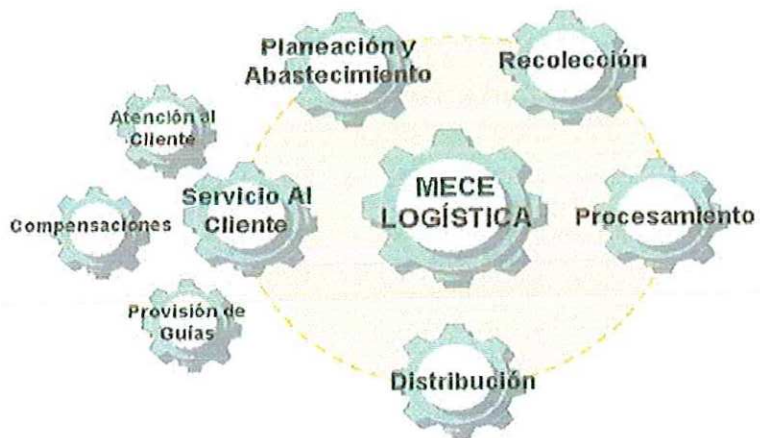 Planeación y
Abastecimiento
Recolección
Atención al
Cliente
Servicio Al
Cliente
MECE
LOGÍSTICA
Procesamiento
Compensaciones
Provisión de
Guías
Distribución